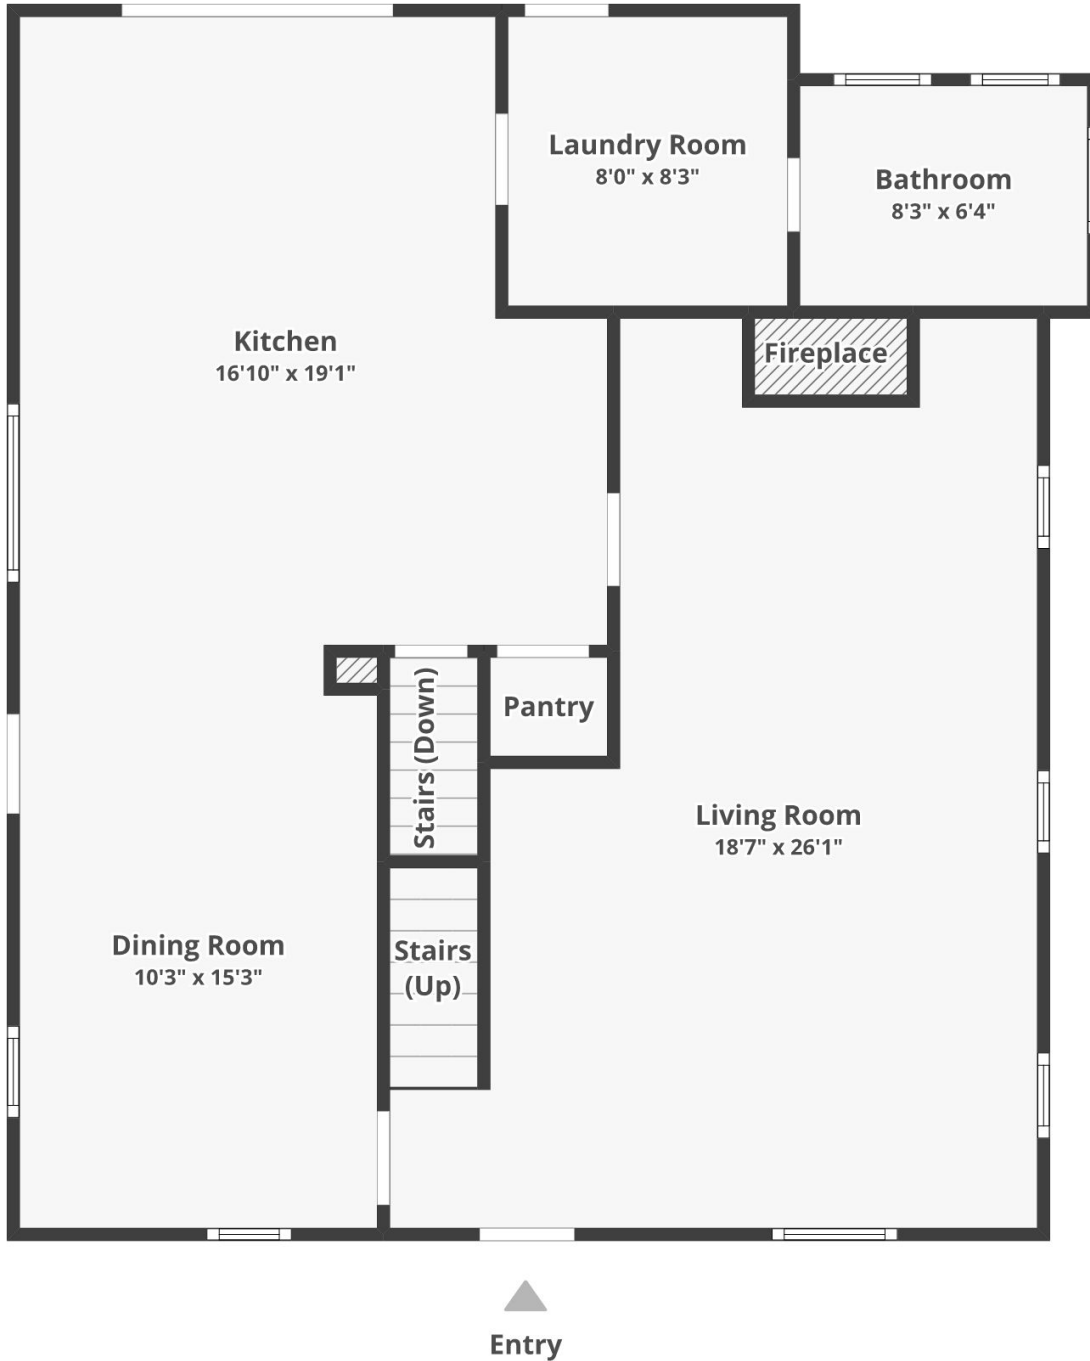 Laundry Room
8'0" x 8'3"
Bathroom
8'3" x 6'4"
Kitchen
16'10" x 19'1"
Fireplace
Stairs (Down)
Pantry
Living Room
18'7" x 26'1"
Dining Room
10'3" x 15'3"
Stairs
(Up)
Entry